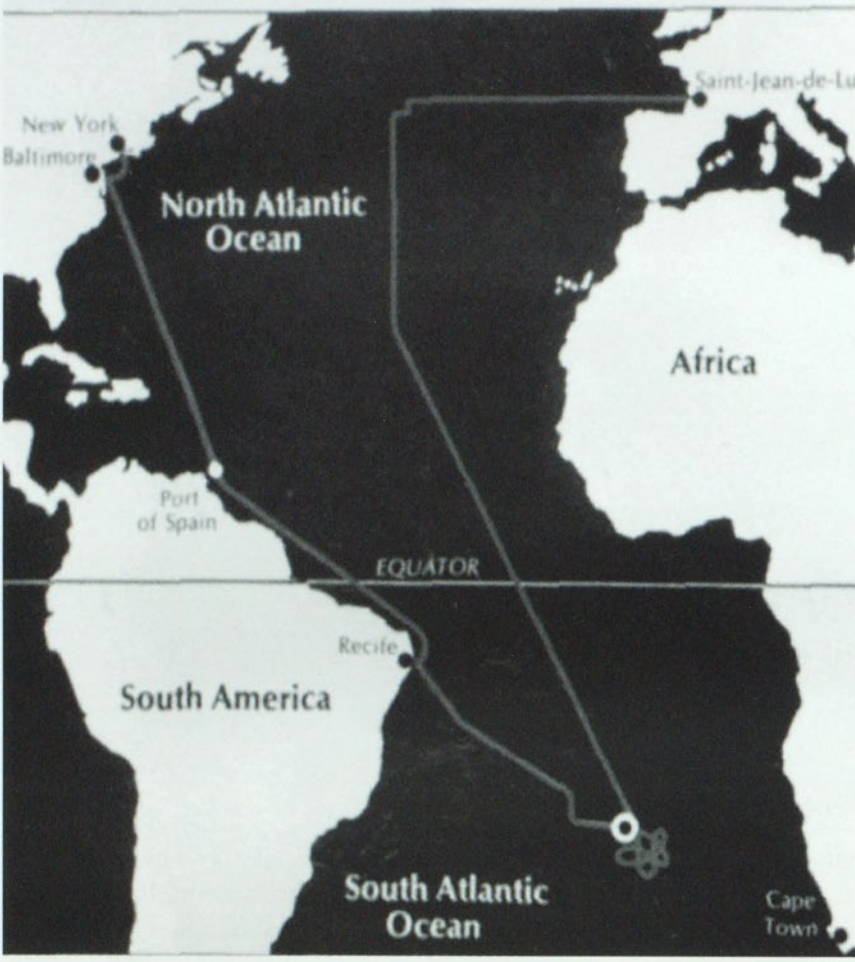 Saint-Jean-de-Lu
New York
Baltimore
North Atlantic
Ocean
Africa
Port
of Spain
EQUATOR
Recife
South America
South Atlantic
Ocean
Cape
Town